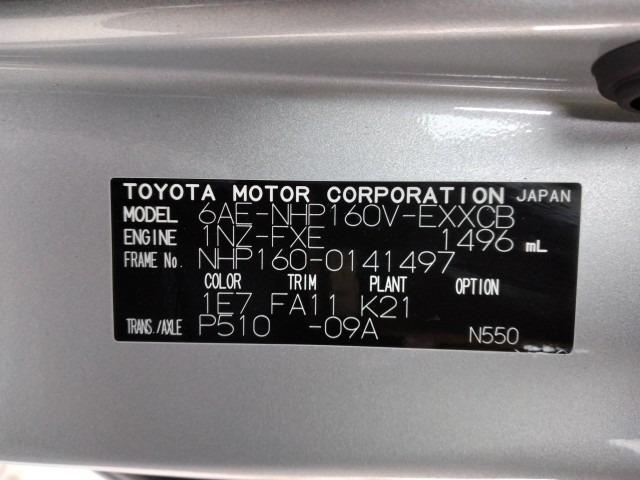 TOYOTA MOTOR CORPORATION JAPAN
MODEL 6AE-NHP160V-EXXCB
ENGINE 1NZ-FXE 1496 mL
FRAME No. NHP160-0141497
COLOR TRIM PLANT OPTION
1E7 FA11 K21
TRANS./AXLE P510 -09A N550